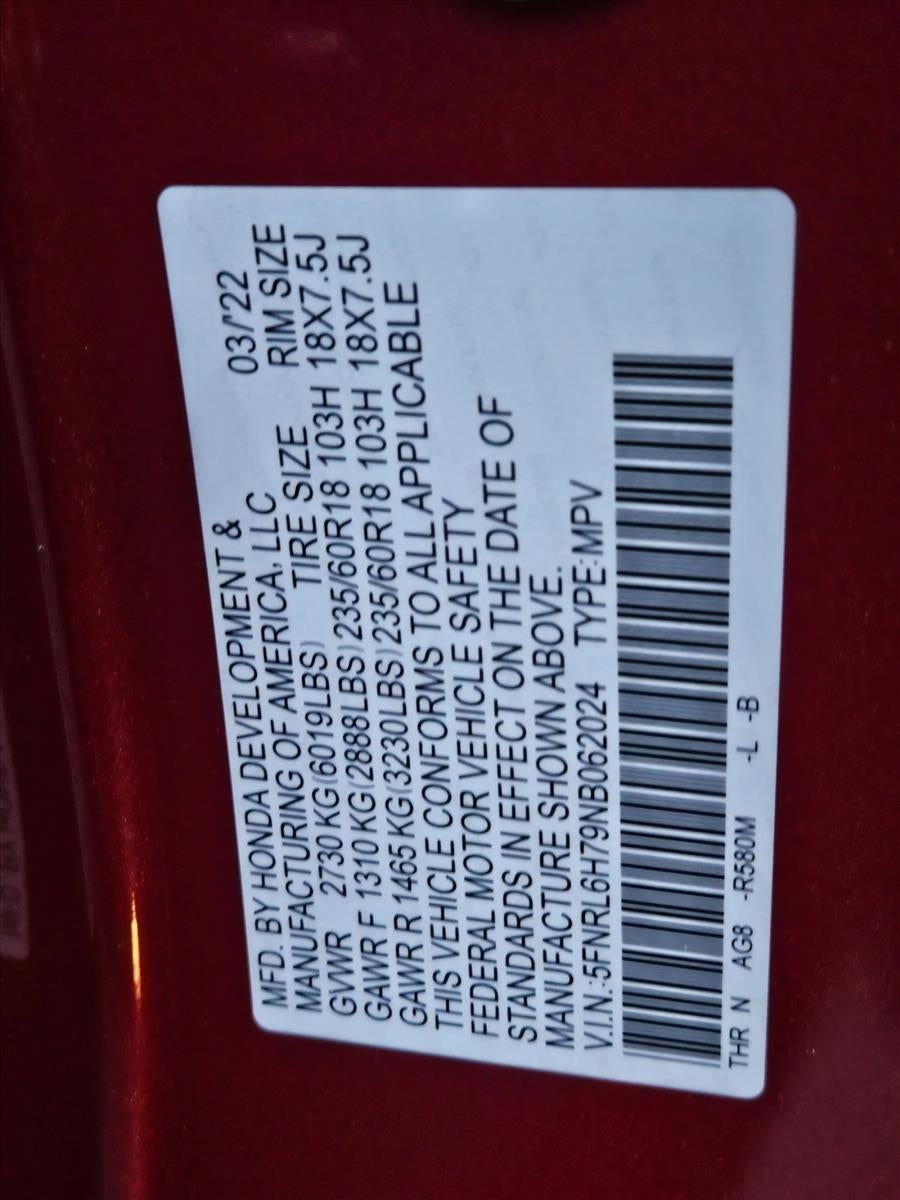 MFD. BY HONDA DEVELOPMENT & 03/'22
MANUFACTURING OF AMERICA, LLC
TIRE SIZE RIM SIZE
GVWR 2730 KG(6019LBS)
GAWR F 1310 KG(2888LBS) 235/60R18 103H 18X7.5J
GAWR R 1465 KG(3230LBS) 235/60R18 103H 18X7.5J
THIS VEHICLE CONFORMS TO ALL APPLICABLE
FEDERAL MOTOR VEHICLE SAFETY
STANDARDS IN EFFECT ON THE DATE OF
MANUFACTURE SHOWN ABOVE.
V.I.N.:5FNRL6H79NB062024 TYPE:MPV
THR N AG8 -R580M -L -B